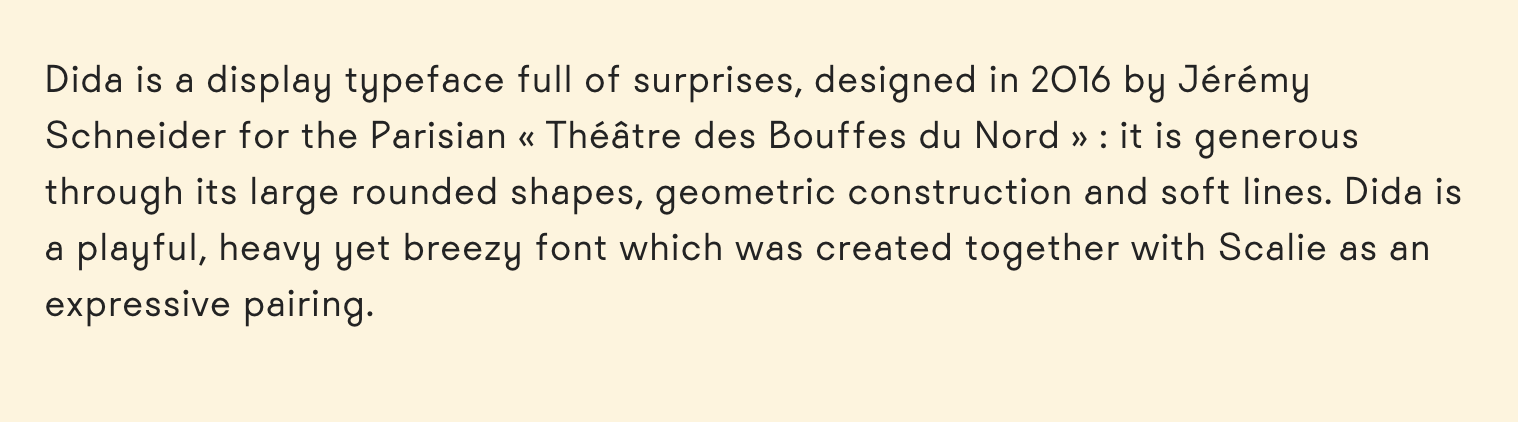 Dida is a display typeface full of surprises, designed in 2016 by Jérémy
Schneider for the Parisian « Théâtre des Bouffes du Nord » : it is generous
through its large rounded shapes, geometric construction and soft lines. Dida is
a playful, heavy yet breezy font which was created together with Scalie as an
expressive pairing.